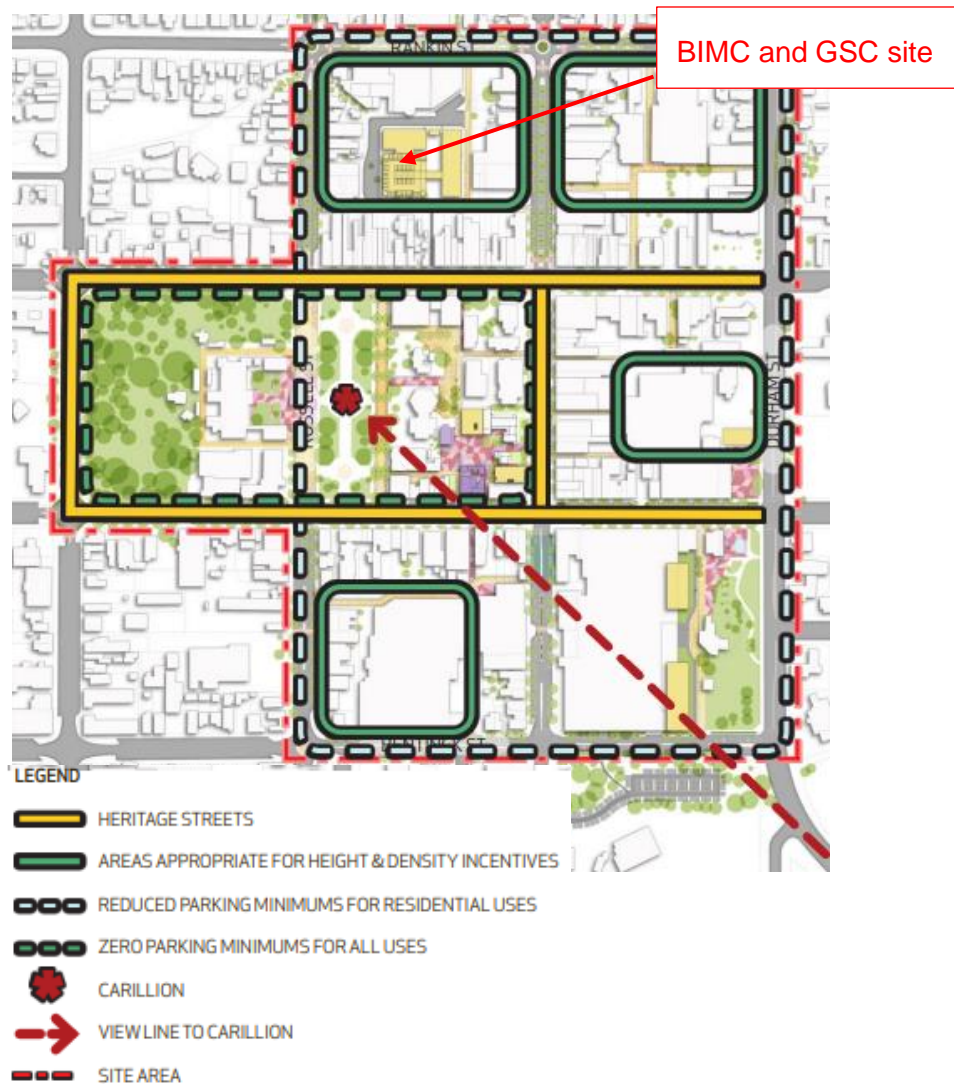 BIMC and GSC site
RANKIN ST
RUSSELL ST
DURHAM ST
BENTINCK ST
LEGEND
HERITAGE STREETS
AREAS APPROPRIATE FOR HEIGHT & DENSITY INCENTIVES
REDUCED PARKING MINIMUMS FOR RESIDENTIAL USES
ZERO PARKING MINIMUMS FOR ALL USES
CARILLION
VIEW LINE TO CARILLION
SITE AREA